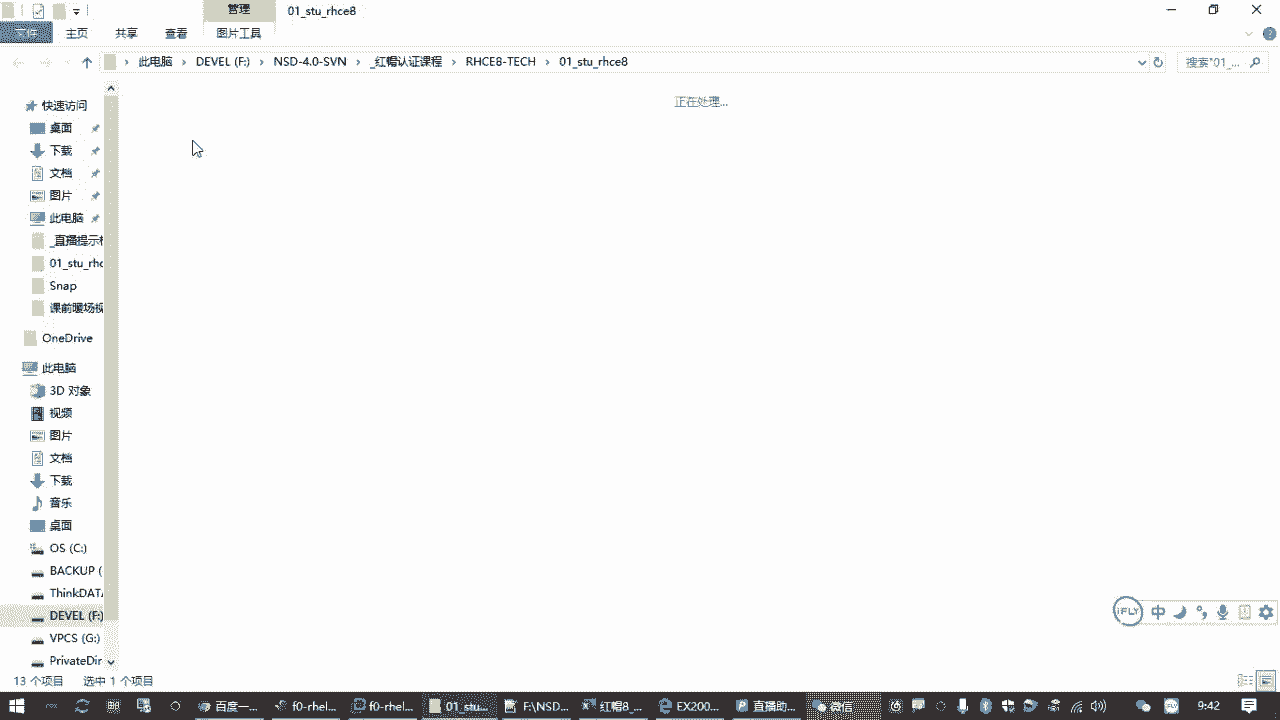 管理
01_stu_rhce8
主页
共享
查看
图片工具
此电脑 > DEVEL (F:) > NSD-4.0-SVN > _红帽认证课程 > RHCE8-TECH > 01_stu_rhce8
搜索"01_...
正在处理...
快速访问
桌面
下载
文档
图片
此电脑
_直播提示
01_stu_rhc
Snap
课前暖场视
OneDrive
此电脑
3D 对象
视频
图片
文档
下载
音乐
桌面
OS (C:)
BACKUP (
ThinkDATA
DEVEL (F:)
VPCS (G:)
PrivateDir
iFLY 中
13 个项目 选中 1 个项目
百度一...
f0-rhel...
f0-rhel...
01_stu...
F:\NSD...
红帽8_...
EX200...
直播助...
9:42